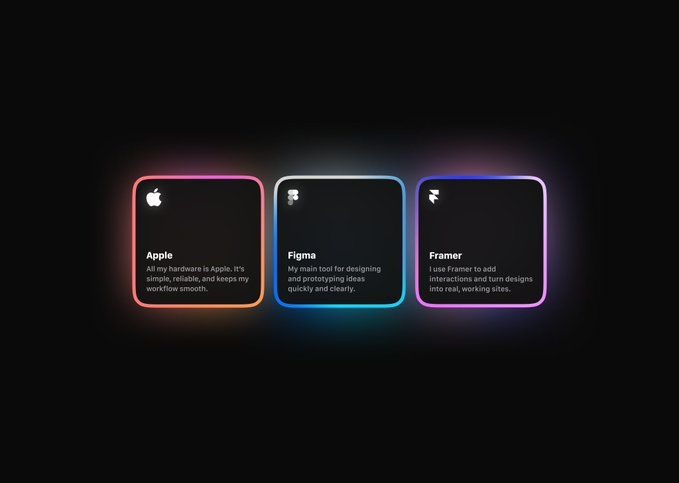 Apple
All my hardware is Apple. It's
simple, reliable, and keeps my
workflow smooth.
Figma
My main tool for designing
and prototyping ideas
quickly and clearly.
Framer
I use Framer to add
interactions and turn designs
into real, working sites.